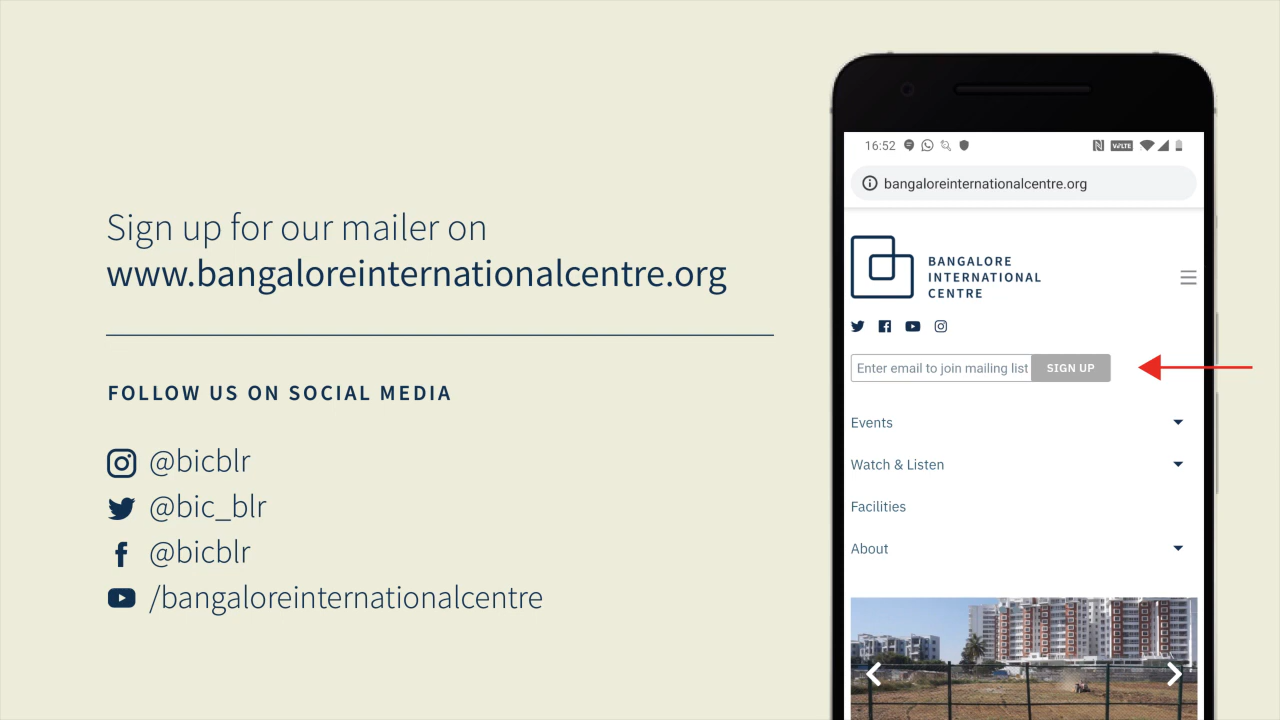 Sign up for our mailer on
www.bangaloreinternationalcentre.org
FOLLOW US ON SOCIAL MEDIA
@bicblr
@bic_blr
@bicblr
/bangaloreinternationalcentre
16:52
VoLTE
bangaloreinternationalcentre.org
BANGALORE
INTERNATIONAL
CENTRE
Enter email to join mailing list
SIGN UP
Events
Watch & Listen
Facilities
About